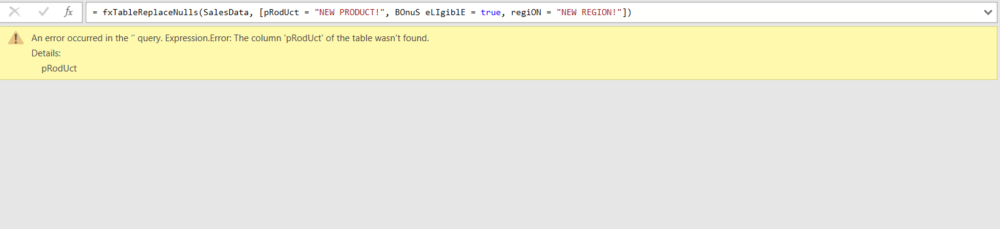 fx = fxTableReplaceNulls(SalesData, [pRodUct = "NEW PRODUCT!", BOnuS eLIgiblE = true, regiON = "NEW REGION!"])
An error occurred in the ‘’ query. Expression.Error: The column 'pRodUct' of the table wasn't found.
Details:
pRodUct